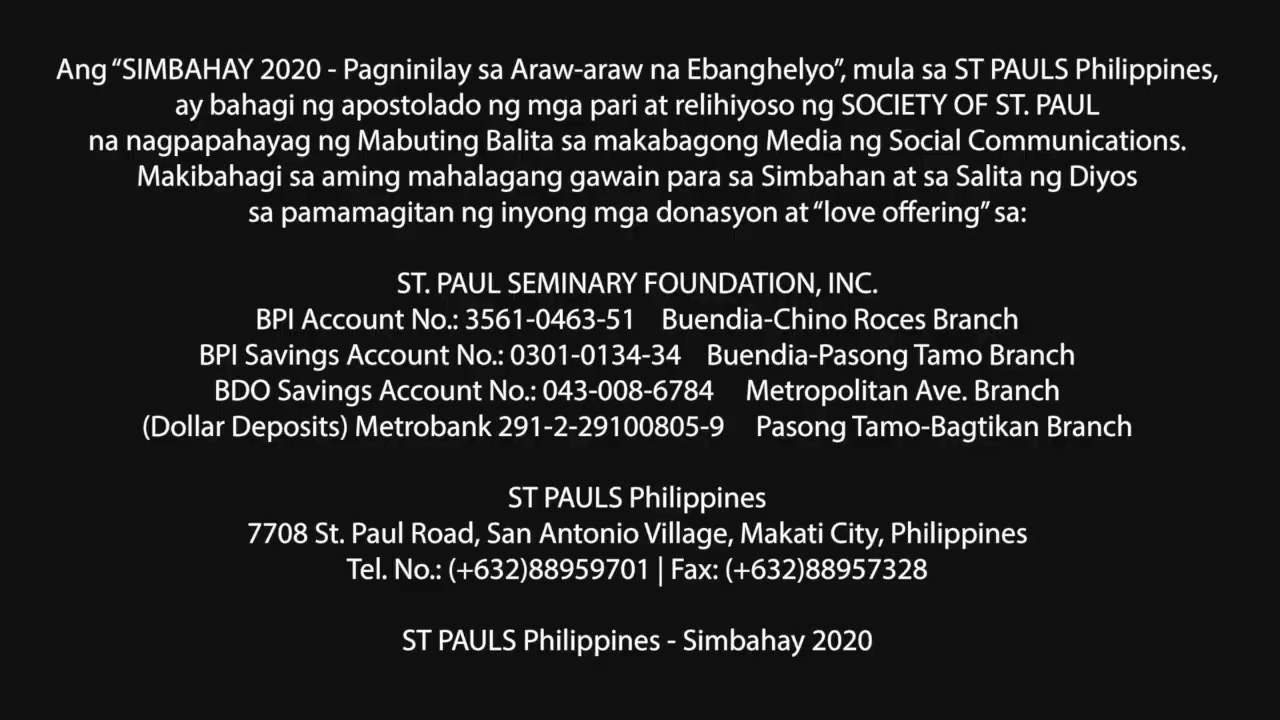 Ang “SIMBAHAY 2020 - Pagninilay sa Araw-araw na Ebanghelyo”, mula sa ST PAULS Philippines,
ay bahagi ng apostolado ng mga pari at relihiyoso ng SOCIETY OF ST. PAUL
na nagpapahayag ng Mabuting Balita sa makabagong Media ng Social Communications.
Makibahagi sa aming mahalagang gawain para sa Simbahan at sa Salita ng Diyos
sa pamamagitan ng inyong mga donasyon at “love offering” sa:
ST. PAUL SEMINARY FOUNDATION, INC.
BPI Account No.: 3561-0463-51 Buendia-Chino Roces Branch
BPI Savings Account No.: 0301-0134-34 Buendia-Pasong Tamo Branch
BDO Savings Account No.: 043-008-6784 Metropolitan Ave. Branch
(Dollar Deposits) Metrobank 291-2-29100805-9 Pasong Tamo-Bagtikan Branch
ST PAULS Philippines
7708 St. Paul Road, San Antonio Village, Makati City, Philippines
Tel. No.: (+632)88959701 | Fax: (+632)88957328
ST PAULS Philippines - Simbahay 2020